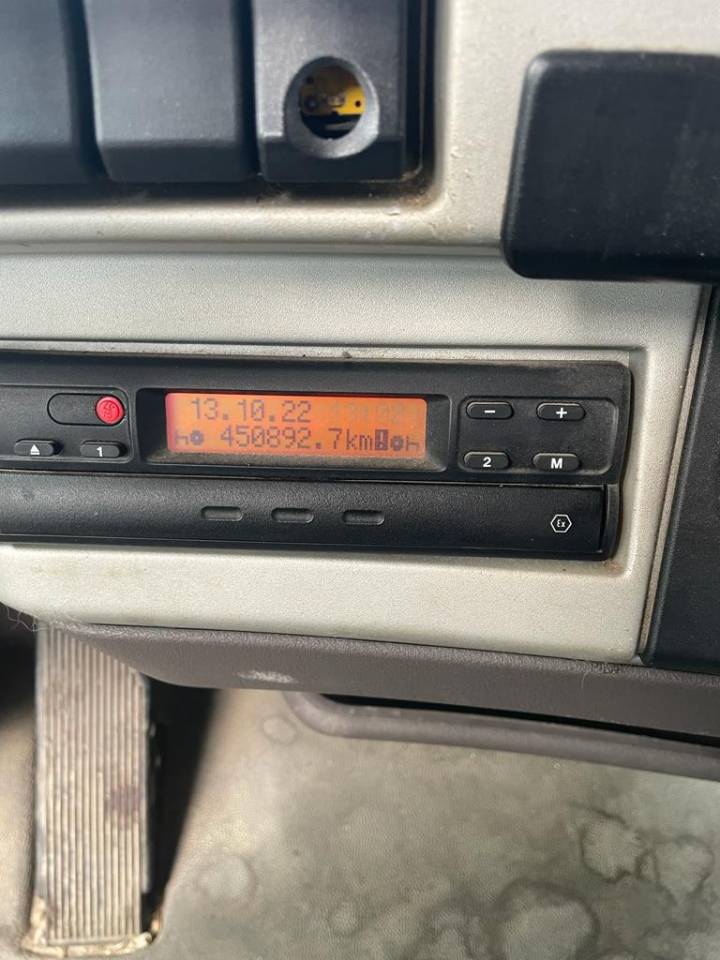 13.10.22
450892.7km
- +
1 2 M
Ex